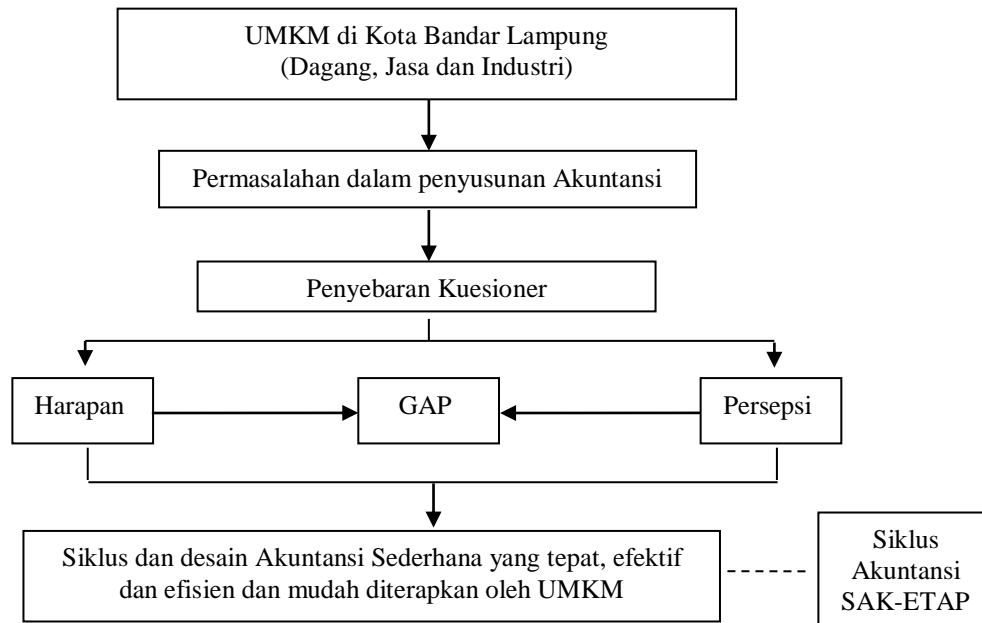 UMKM di Kota Bandar Lampung
(Dagang, Jasa dan Industri)
Permasalahan dalam penyusunan Akuntansi
Penyebaran Kuesioner
Harapan
GAP
Persepsi
Siklus dan desain Akuntansi Sederhana yang tepat, efektif
dan efisien dan mudah diterapkan oleh UMKM
Siklus
Akuntansi
SAK-ETAP